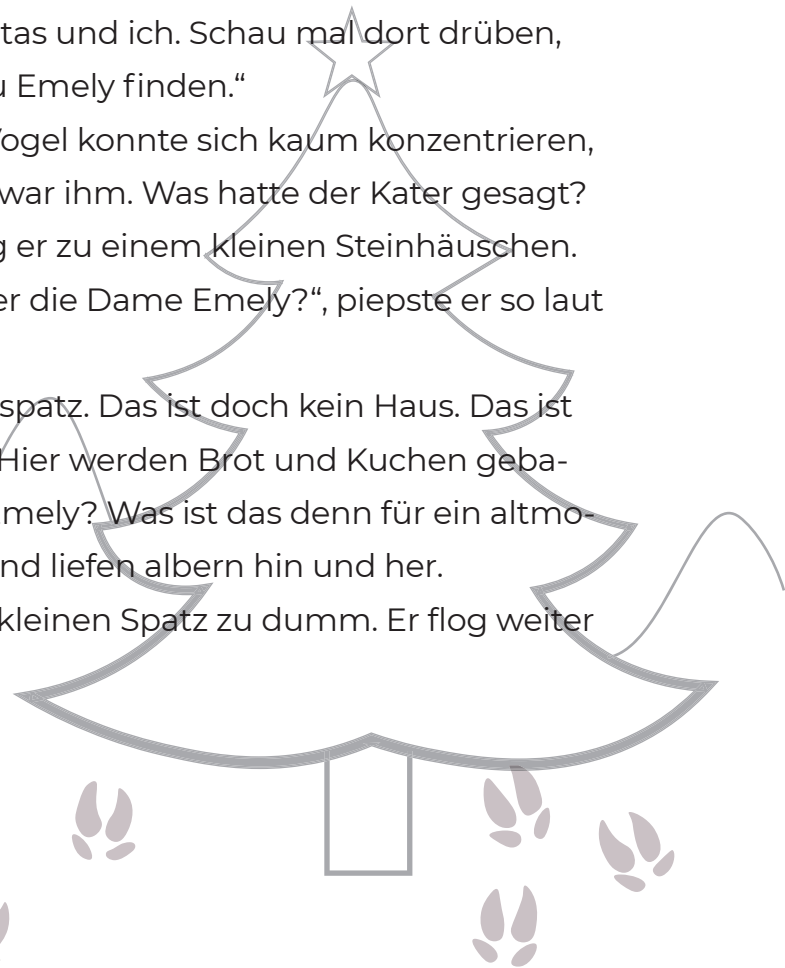 tas und ich. Schau mal dort drüben,
u Emely finden.“
Vogel konnte sich kaum konzentrieren,
war ihm. Was hatte der Kater gesagt?
g er zu einem kleinen Steinhäuschen.
er die Dame Emely?“, piepste er so laut
spatz. Das ist doch kein Haus. Das ist
Hier werden Brot und Kuchen geba-
mely? Was ist das denn für ein altmo-
nd liefen albern hin und her.
kleinen Spatz zu dumm. Er flog weiter